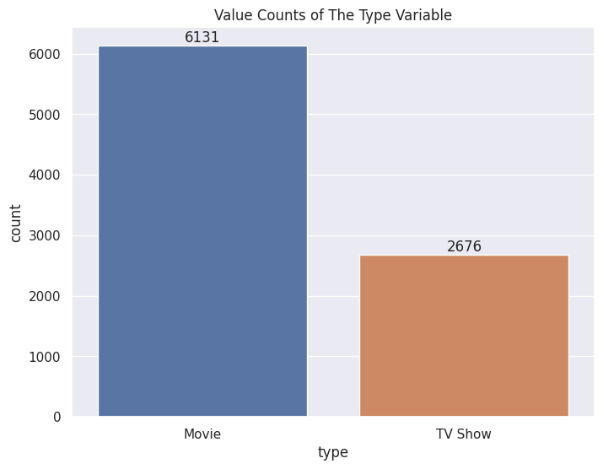 Value Counts of The Type Variable
6131
6000
5000
4000
3000
2676
2000
1000
0
count
Movie
TV Show
type